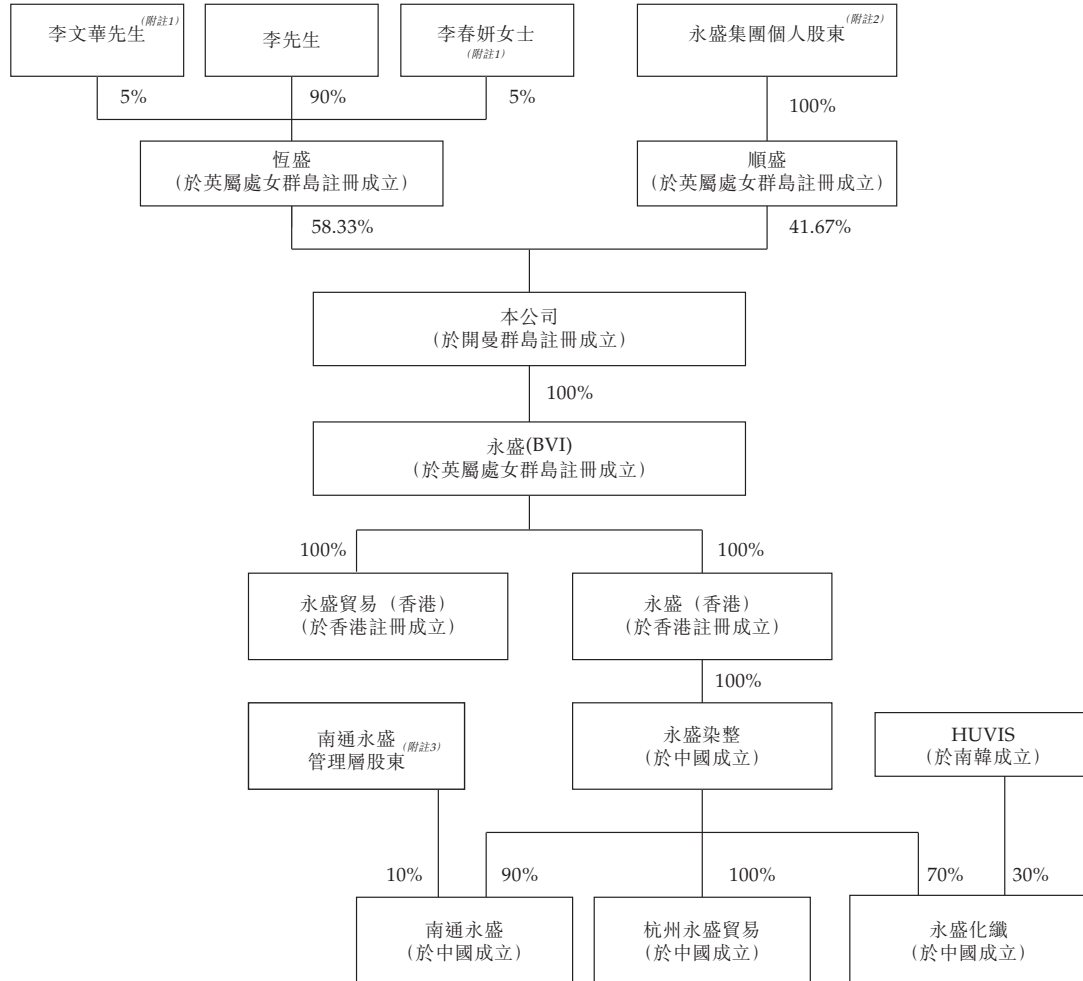 李文華先生(附註1)
李先生
李春妍女士
(附註1)
永盛集團個人股東(附註2)
5%
90%
5%
100%
恆盛
(於英屬處女群島註冊成立)
順盛
(於英屬處女群島註冊成立)
58.33%
41.67%
本公司
(於開曼群島註冊成立)
100%
永盛(BVI)
(於英屬處女群島註冊成立)
100%
100%
永盛貿易(香港)
(於香港註冊成立)
永盛(香港)
(於香港註冊成立)
100%
南通永盛
管理層股東(附註3)
永盛染整
(於中國成立)
HUVIS
(於南韓成立)
10%
90%
100%
70%
30%
南通永盛
(於中國成立)
杭州永盛貿易
(於中國成立)
永盛化纖
(於中國成立)